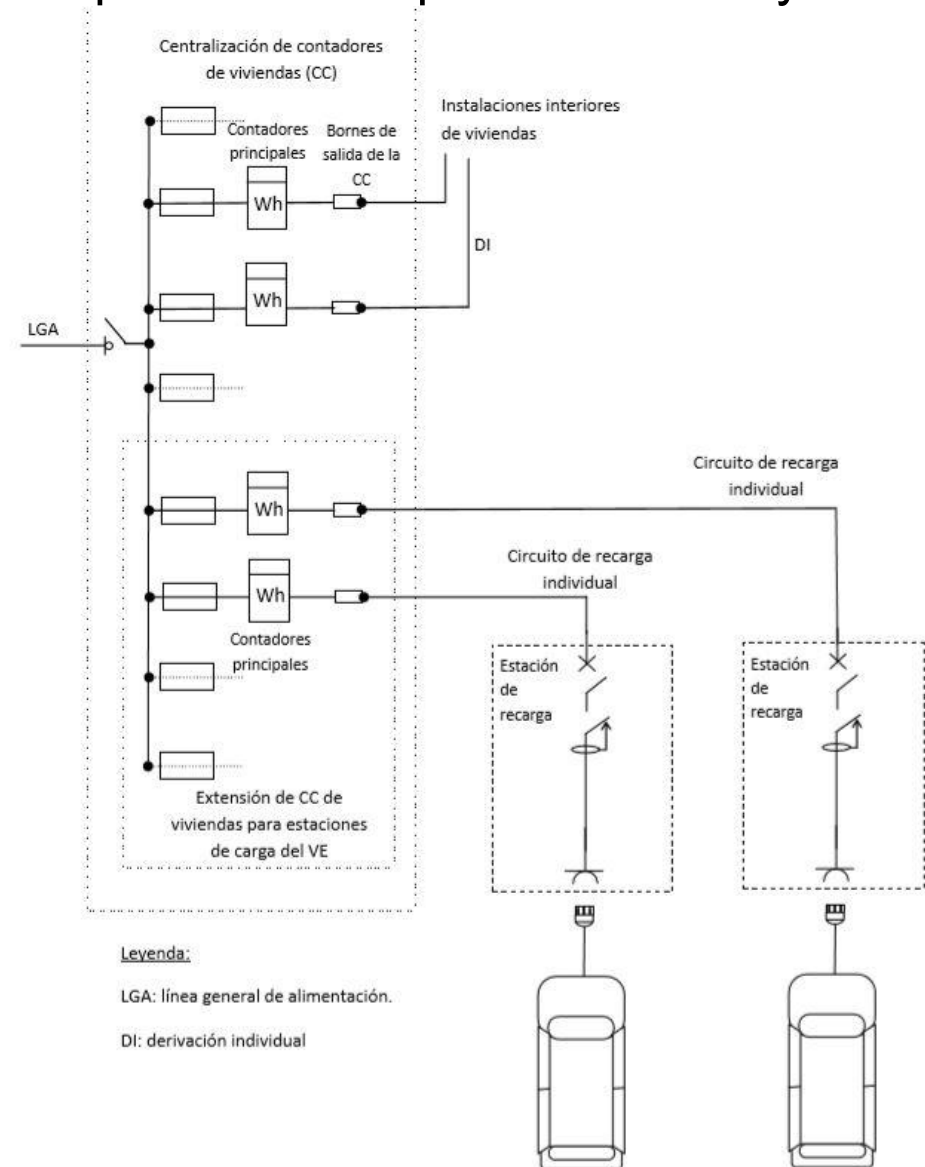 Centralización de contadores
de viviendas (CC)
Instalaciones interiores
de viviendas
Contadores
principales
Bornes de
salida de la
CC
Wh
DI
Wh
LGA
Circuito de recarga
individual
Wh
Circuito de recarga
individual
Wh
Contadores
principales
Estación
de
recarga
Estación
de
recarga
Extensión de CC de
viviendas para estaciones
de carga del VE
Leyenda:
LGA: línea general de alimentación.
DI: derivación individual